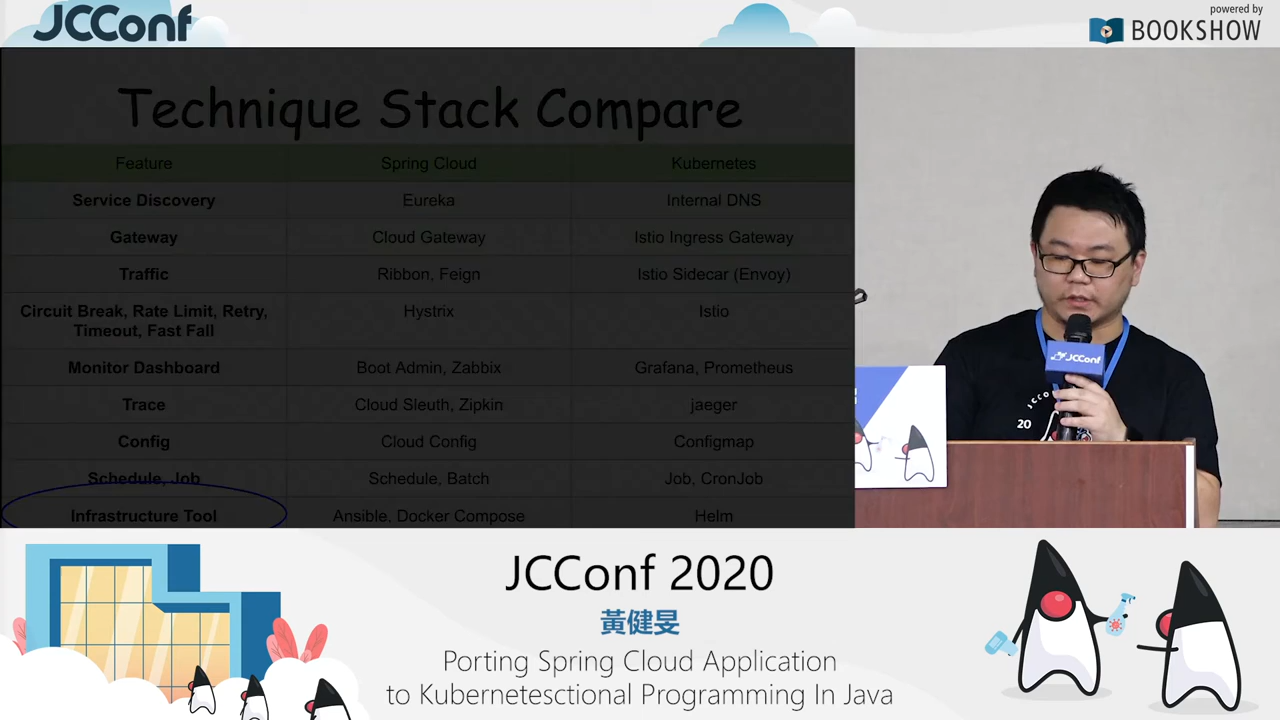 JCConf
powered by
BOOKSHOW
Technique Stack Compare
Feature Spring Cloud Kubernetes
Service Discovery Eureka Internal DNS
Gateway Cloud Gateway Istio Ingress Gateway
Traffic Ribbon, Feign Istio Sidecar (Envoy)
Circuit Break, Rate Limit, Retry, Hystrix Istio
Timeout, Fast Fall
Monitor Dashboard Boot Admin, Zabbix Grafana, Prometheus
Trace Cloud Sleuth, Zipkin jaeger
Config Cloud Config Configmap
Schedule, Job Schedule, Batch Job, CronJob
Infrastructure Tool Ansible, Docker Compose Helm
JCConf
20
JCConf 2020
黃健旻
Porting Spring Cloud Application
to Kubernetesctional Programming In Java